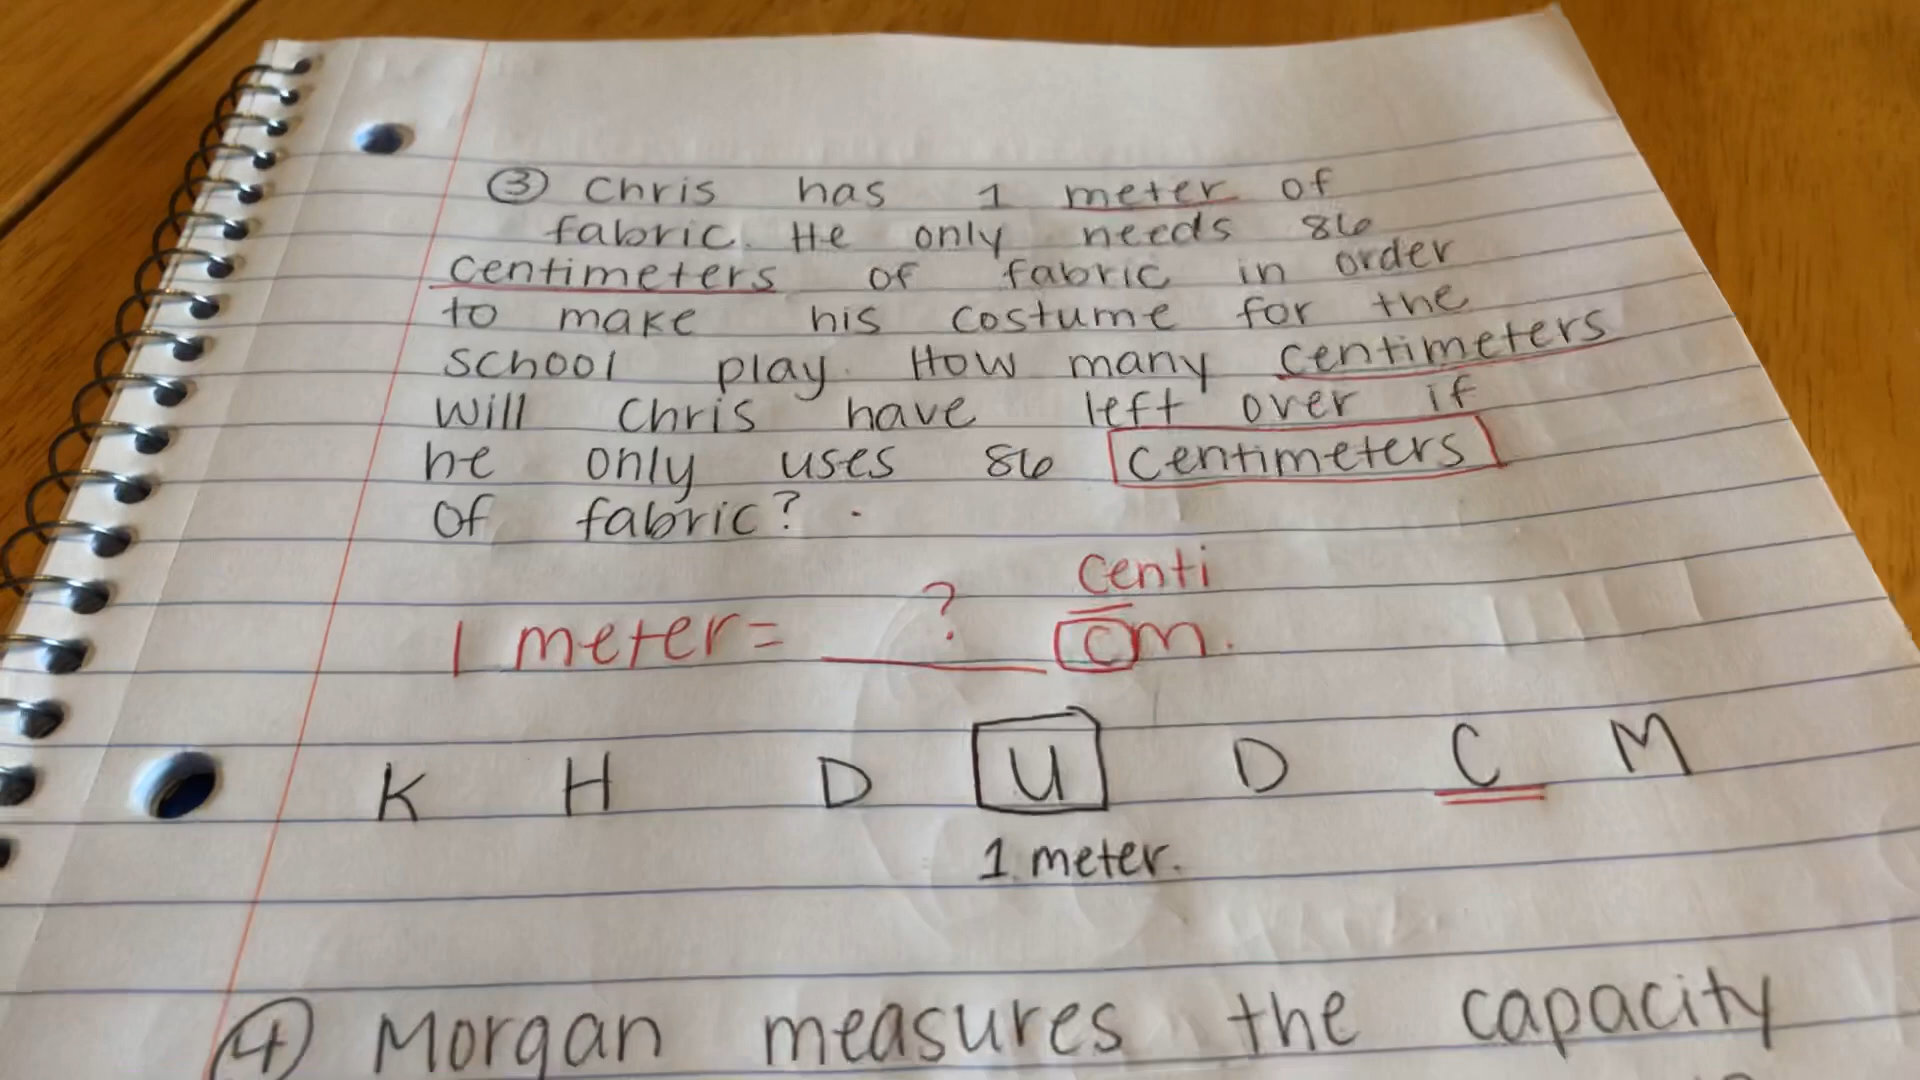 ③ Chris has 1 meter of
fabric. He only needs 86
centimeters of fabric in order
to make his costume for the
school play. How many centimeters
will Chris have left over if
he only uses 86 centimeters
of fabric?
centi
1 meter = ? cm.
K H D U D C M
1 meter.
④ Morgan measures the capacity